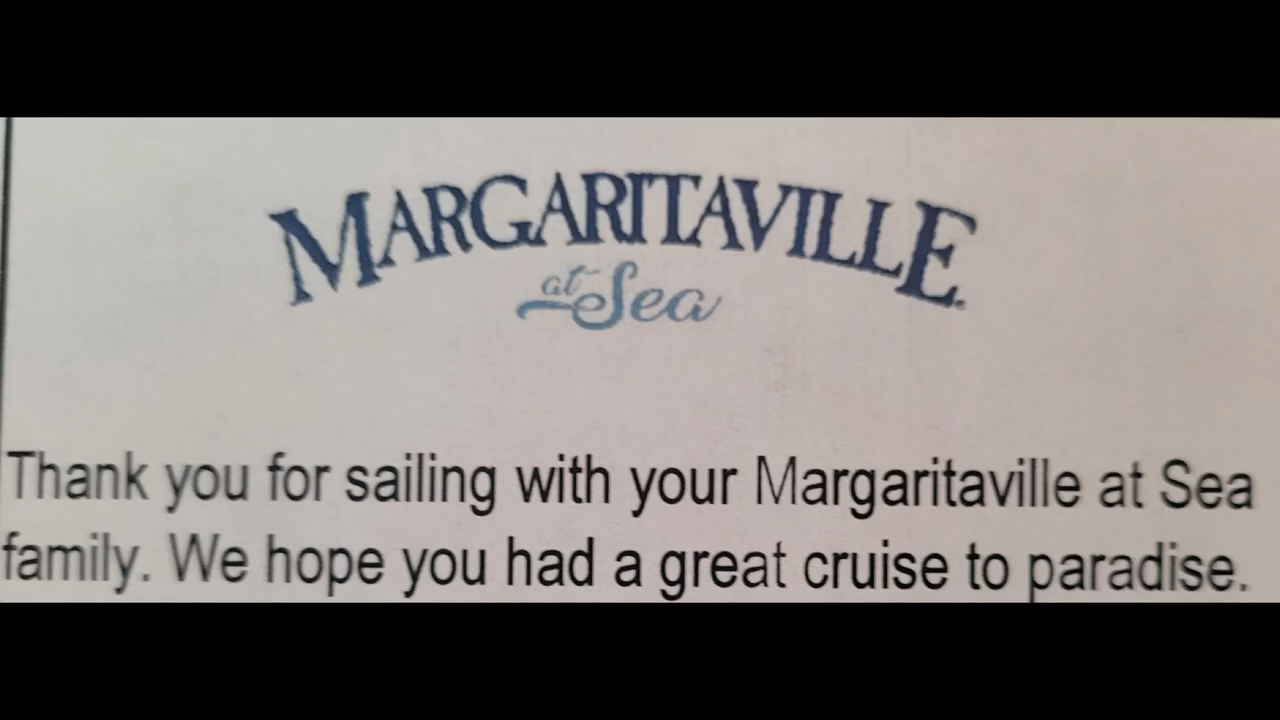 MARGARITAVILLE
at Sea
Thank you for sailing with your Margaritaville at Sea
family. We hope you had a great cruise to paradise.